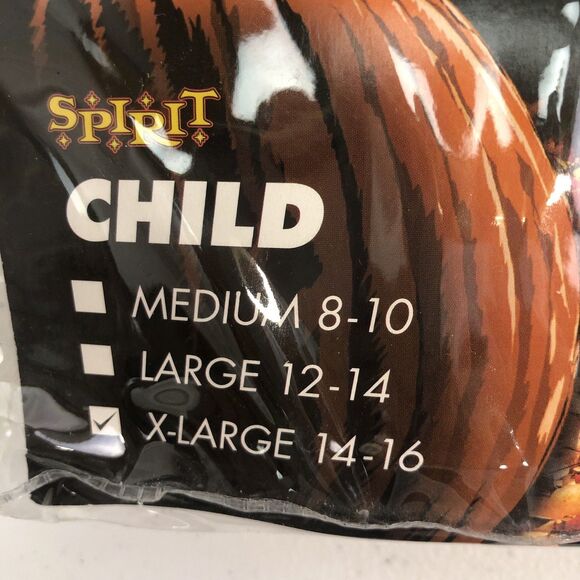 SPIRIT
CHILD
MEDIUM 8-10
LARGE 12-14
X-LARGE 14-16